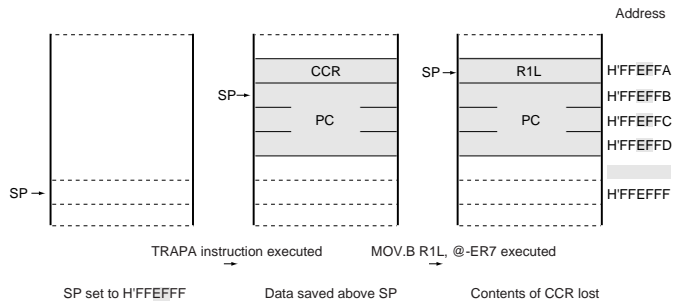 Address
CCR
SP
R1L
H'FFEFFA
SP
H'FFEFFB
PC
PC
H'FFEFFC
H'FFEFFD
SP
H'FFEFFF
TRAPA instruction executed
MOV.B R1L, @-ER7 executed
SP set to H'FFEFFF
Data saved above SP
Contents of CCR lost